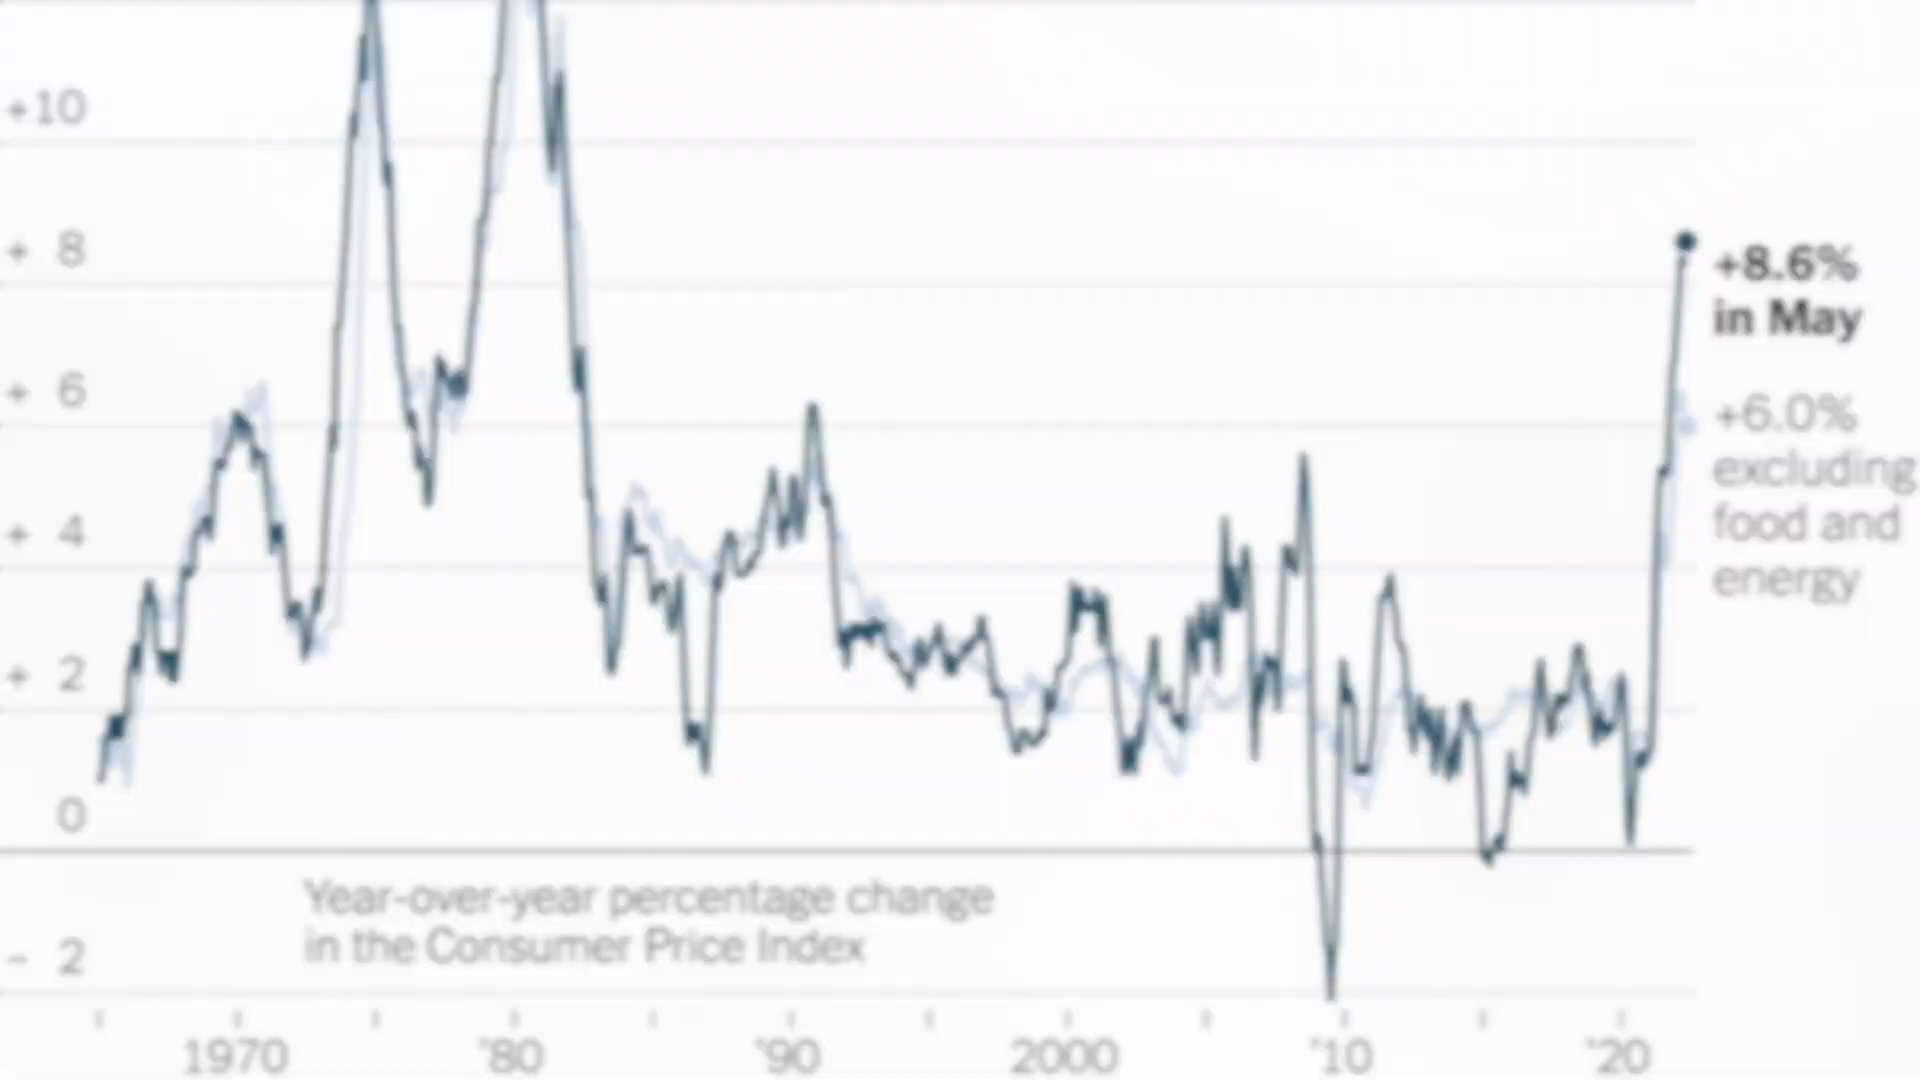 +10
+ 8
+ 6
+ 4
+ 2
0
- 2
+8.6%
in May
+6.0%
excluding
food and
energy
Year-over-year percentage change
in the Consumer Price Index
1970 '80 '90 2000 '10 '20